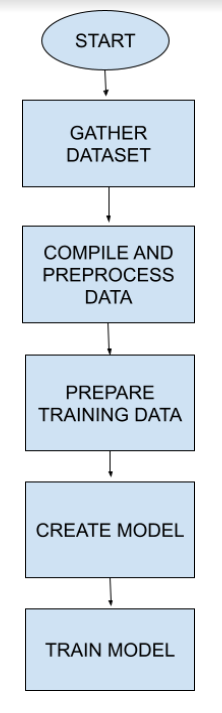 START
GATHER
DATASET
COMPILE AND
PREPROCESS
DATA
PREPARE
TRAINING DATA
CREATE MODEL
TRAIN MODEL